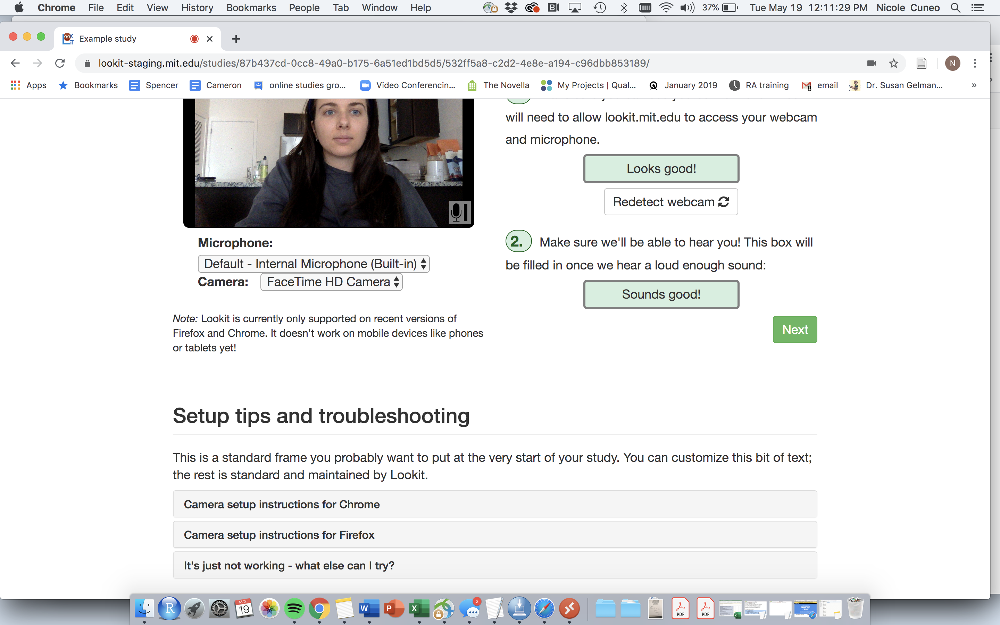 Chrome File Edit View History Bookmarks People Tab Window Help 37% Tue May 19 12:11:29 PM Nicole Cuneo
Example study
lookit-staging.mit.edu/studies/87b437cd-0cc8-49a0-b175-6a51ed1bd5d5/532ff5a8-c2d2-4e8e-a194-c96dbb853189/ N
Apps Bookmarks Spencer Cameron online studies gro... Video Conferencin... The Novella My Projects | Qual... January 2019 RA training email Dr. Susan Gelman... »
will need to allow lookit.mit.edu to access your webcam
and microphone.
Looks good!
Redetect webcam
2. Make sure we'll be able to hear you! This box will
be filled in once we hear a loud enough sound:
Sounds good!
Next
Microphone:
Default - Internal Microphone (Built-in)
Camera: FaceTime HD Camera
Note: Lookit is currently only supported on recent versions of
Firefox and Chrome. It doesn't work on mobile devices like phones
or tablets yet!
Setup tips and troubleshooting
This is a standard frame you probably want to put at the very start of your study. You can customize this bit of text;
the rest is standard and maintained by Lookit.
Camera setup instructions for Chrome
Camera setup instructions for Firefox
It's just not working - what else can I try?
R MAY 19 W P X 2 PDF PDF